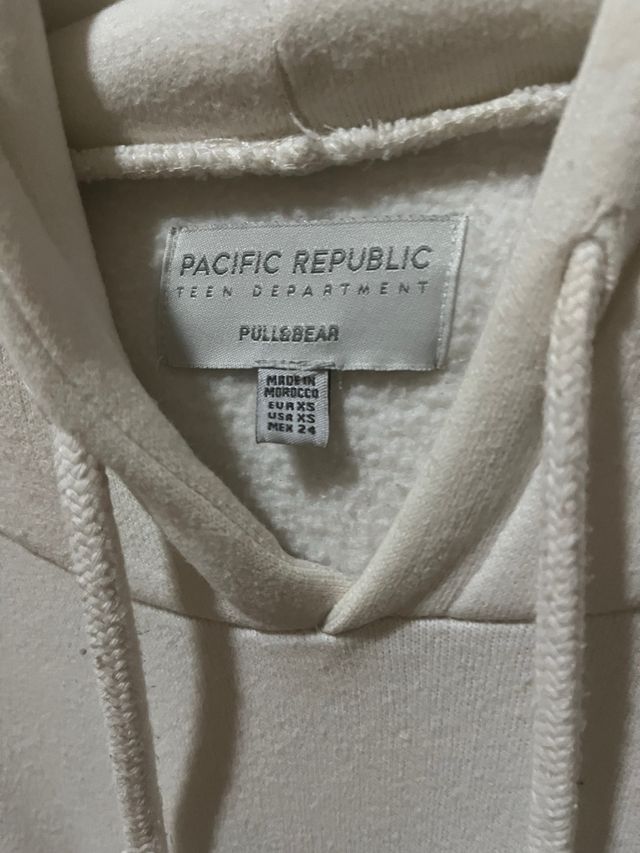 PACIFIC REPUBLIC
TEEN DEPARTMENT
PULL&BEAR
MADE IN
MOROCCO
EUR XS
USA XS
MEX 24